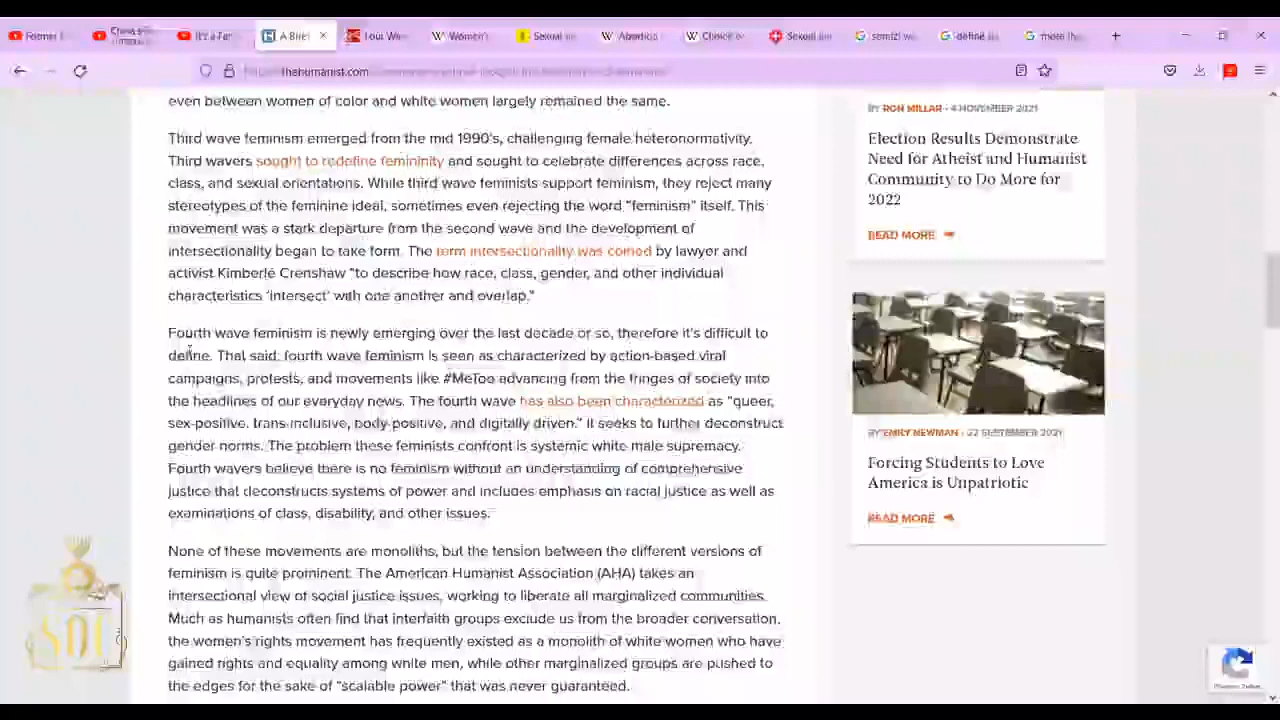 Former
It's a Far
A Brief
Women's
Sexual
Abortion
Choice or
Sexual
define
more
thehumanist.com
even between women of color and white women largely remained the same.
Third wave feminism emerged from the mid 1990's, challenging female heteronormativity.
Third wavers sought to redefine femininity and sought to celebrate differences across race,
class, and sexual orientations. While third wave feminists support feminism, they reject many
stereotypes of the feminine ideal, sometimes even rejecting the word "feminism" itself. This
movement was a stark departure from the second wave and the development of
intersectionality began to take form. The term intersectionality was coined by lawyer and
activist Kimberlé Crenshaw "to describe how race, class, gender, and other individual
characteristics 'intersect' with one another and overlap."
Fourth wave feminism is newly emerging over the last decade or so, therefore it's difficult to
define. That said, fourth wave feminism is seen as characterized by action-based viral
campaigns, protests, and movements like #MeToo advancing from the fringes of society into
the headlines of our everyday news. The fourth wave has also been characterized as "queer,
sex-positive, trans-inclusive, body-positive, and digitally driven." It seeks to further deconstruct
gender norms. The problem these feminists confront is systemic white male supremacy.
Fourth wavers believe there is no feminism without an understanding of comprehensive
justice that deconstructs systems of power and includes emphasis on racial justice as well as
examinations of class, disability, and other issues.
None of these movements are monoliths, but the tension between the different versions of
feminism is quite prominent. The American Humanist Association (AHA) takes an
intersectional view of social justice issues, working to liberate all marginalized communities.
Much as humanists often find that interfaith groups exclude us from the broader conversation,
the women's rights movement has frequently existed as a monolith of white women who have
gained rights and equality among white men, while other marginalized groups are pushed to
the edges for the sake of "scalable power" that was never guaranteed.
BY RON MILLAR • 4 NOVEMBER 2021
Election Results Demonstrate
Need for Atheist and Humanist
Community to Do More for
2022
READ MORE
BY EMILY NEWMAN • 22 SEPTEMBER 2021
Forcing Students to Love
America is Unpatriotic
READ MORE